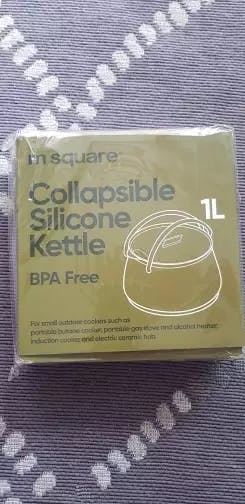 m square
Collapsible
Silicone
Kettle
1L
BPA Free
For small outdoor cookers such as
portable butane cooker, portable gas stove and alcohol heater,
induction cooker and electric ceramic hob.